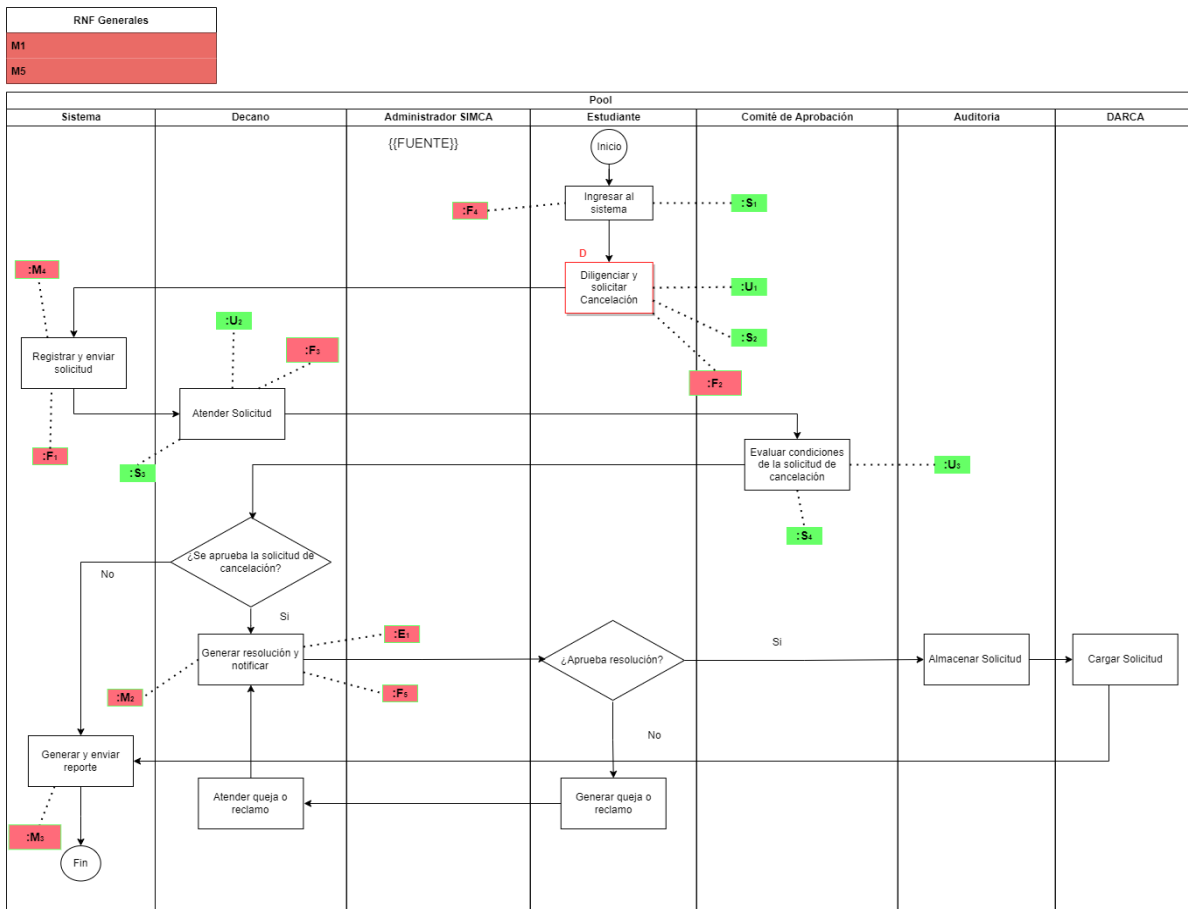 RNF Generales
M1
M5
Pool
Sistema
Decano
Administrador SIMCA
Estudiante
Comitè de Aprobación
Auditoria
DARCA
{{FUENTE}}
Inicio
Ingresar al
sistema
:F4
:S1
D
Diligenciar y
solicitar
Cancelación
:M4
:U1
:U2
:S2
:F3
Registrar y enviar
solicitud
:F2
Atender Solicitud
:F1
:S3
Evaluar condiciones
de la solicitud de
cancelación
:U3
:S4
¿Se aprueba la solicitud de
cancelación?
No
Si
:E1
Generar resolución y
notificar
¿Aprueba resolución?
Si
Almacenar Solicitud
Cargar Solicitud
:M2
:F5
No
Generar y enviar
reporte
Atender queja o
reclamo
Generar queja o
reclamo
:M3
Fin